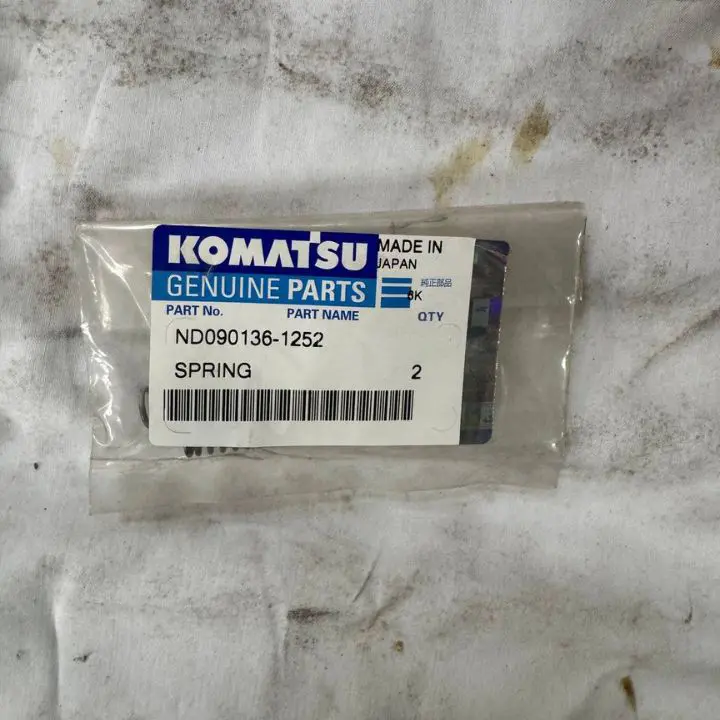 KOMATSU
MADE IN
JAPAN
GENUINE PARTS
純正部品
6K
PART No. PART NAME QTY
ND090136-1252
SPRING 2